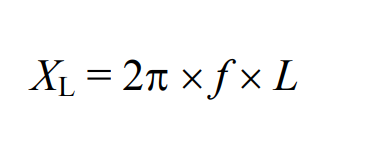 X_L = 2π × f × L